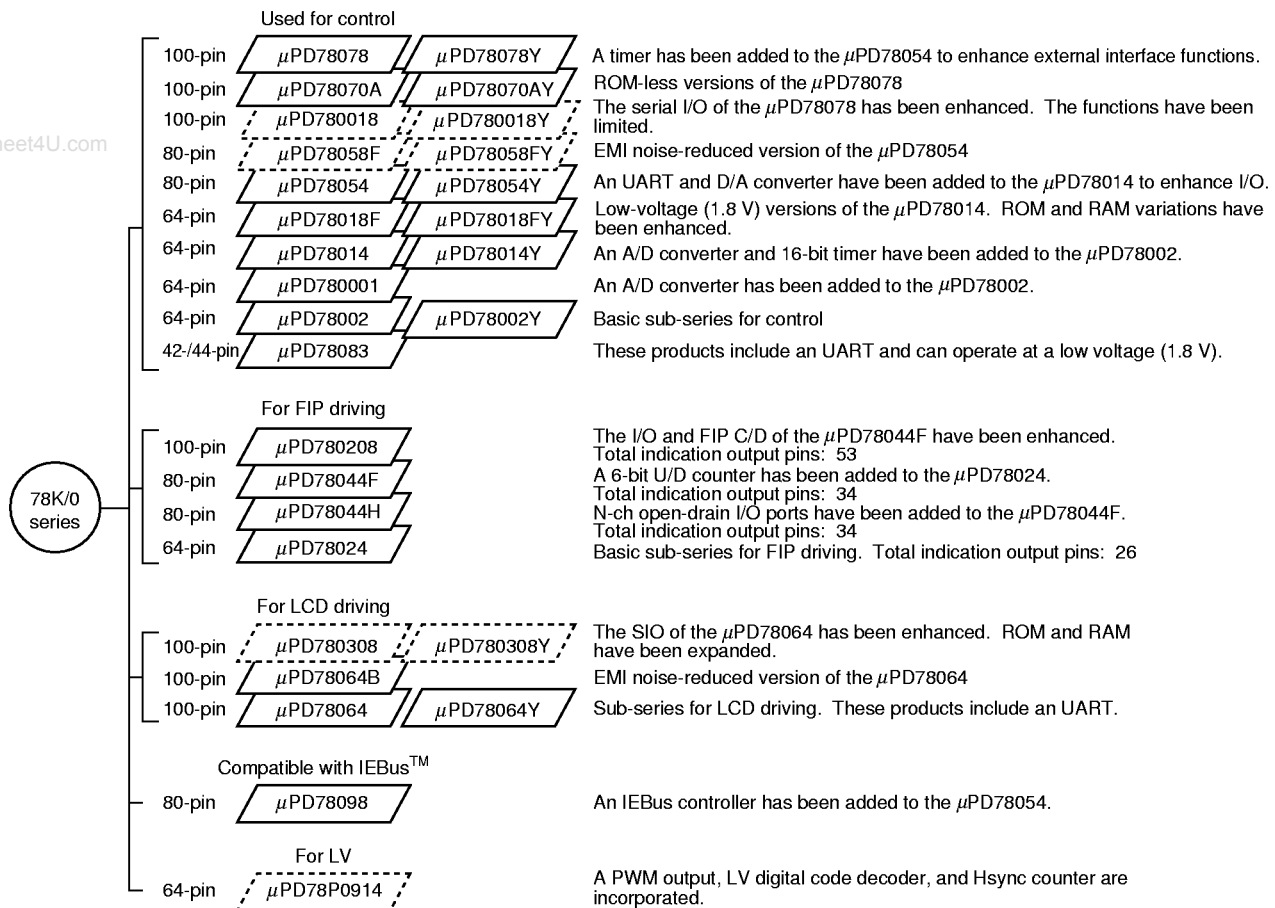 Used for control
100-pin μPD78078 μPD78078Y A timer has been added to the μPD78054 to enhance external interface functions.
100-pin μPD78070A μPD78070AY ROM-less versions of the μPD78078
100-pin μPD780018 μPD780018Y The serial I/O of the μPD78078 has been enhanced. The functions have been
limited.
eet4U.com
80-pin μPD78058F μPD78058FY EMI noise-reduced version of the μPD78054
80-pin μPD78054 μPD78054Y An UART and D/A converter have been added to the μPD78014 to enhance I/O.
64-pin μPD78018F μPD78018FY Low-voltage (1.8 V) versions of the μPD78014. ROM and RAM variations have
been enhanced.
64-pin μPD78014 μPD78014Y An A/D converter and 16-bit timer have been added to the μPD78002.
64-pin μPD780001 An A/D converter has been added to the μPD78002.
64-pin μPD78002 μPD78002Y Basic sub-series for control
42-/44-pin μPD78083 These products include an UART and can operate at a low voltage (1.8 V).
For FIP driving
100-pin μPD780208 The I/O and FIP C/D of the μPD78044F have been enhanced.
Total indication output pins: 53
80-pin μPD78044F A 6-bit U/D counter has been added to the μPD78024.
Total indication output pins: 34
80-pin μPD78044H N-ch open-drain I/O ports have been added to the μPD78044F.
Total indication output pins: 34
64-pin μPD78024 Basic sub-series for FIP driving. Total indication output pins: 26
78K/0
series
For LCD driving
100-pin μPD780308 μPD780308Y The SIO of the μPD78064 has been enhanced. ROM and RAM
have been expanded.
100-pin μPD78064B EMI noise-reduced version of the μPD78064
100-pin μPD78064 μPD78064Y Sub-series for LCD driving. These products include an UART.
Compatible with IEBus™
80-pin μPD78098 An IEBus controller has been added to the μPD78054.
For LV
64-pin μPD78P0914 A PWM output, LV digital code decoder, and Hsync counter are
incorporated.